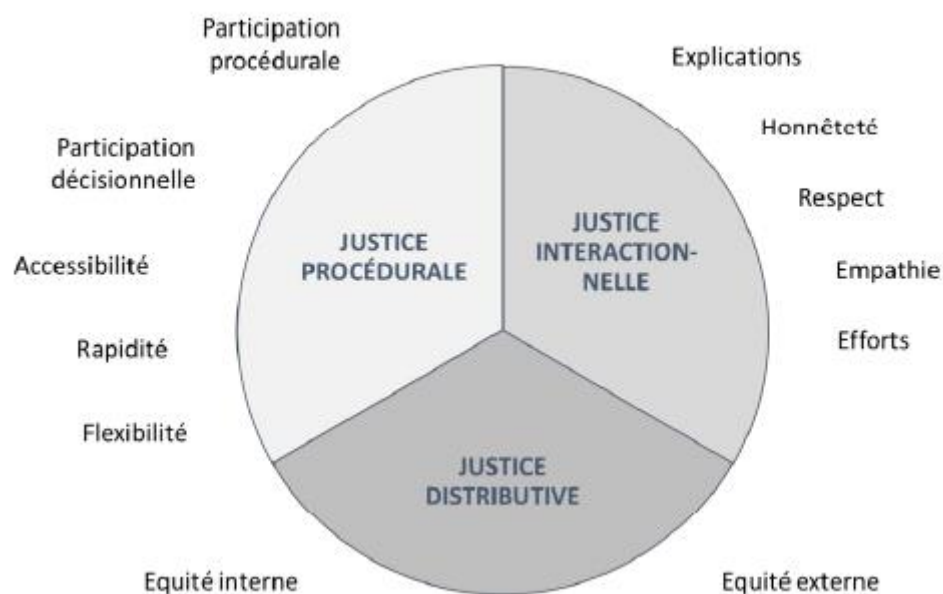 Participation
procédurale
Explications
Honnêteté
Participation
décisionnelle
Respect
JUSTICE
PROCÉDURALE
JUSTICE
INTERACTION-
NELLE
Accessibilité
Empathie
Rapidité
Efforts
Flexibilité
JUSTICE
DISTRIBUTIVE
Equité interne
Equité externe